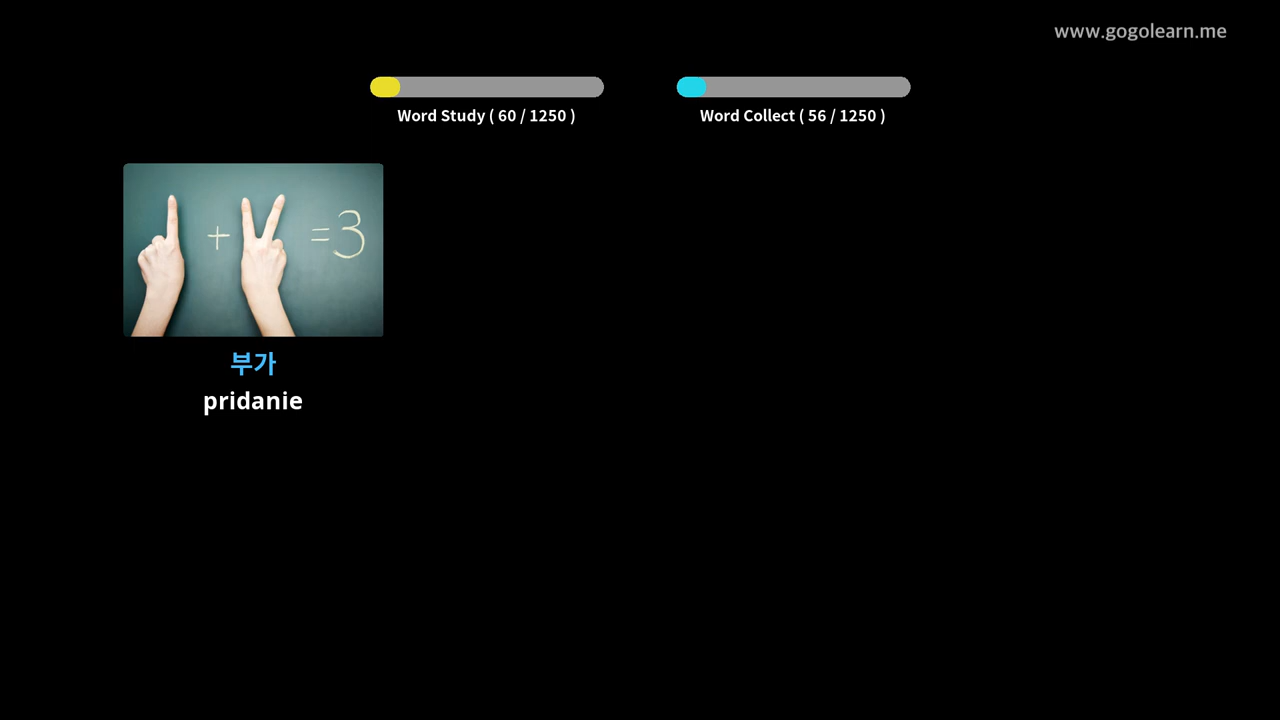 www.gogolearn.me
Word Study ( 60 / 1250 )
Word Collect ( 56 / 1250 )
+ =3
부가
pridanie